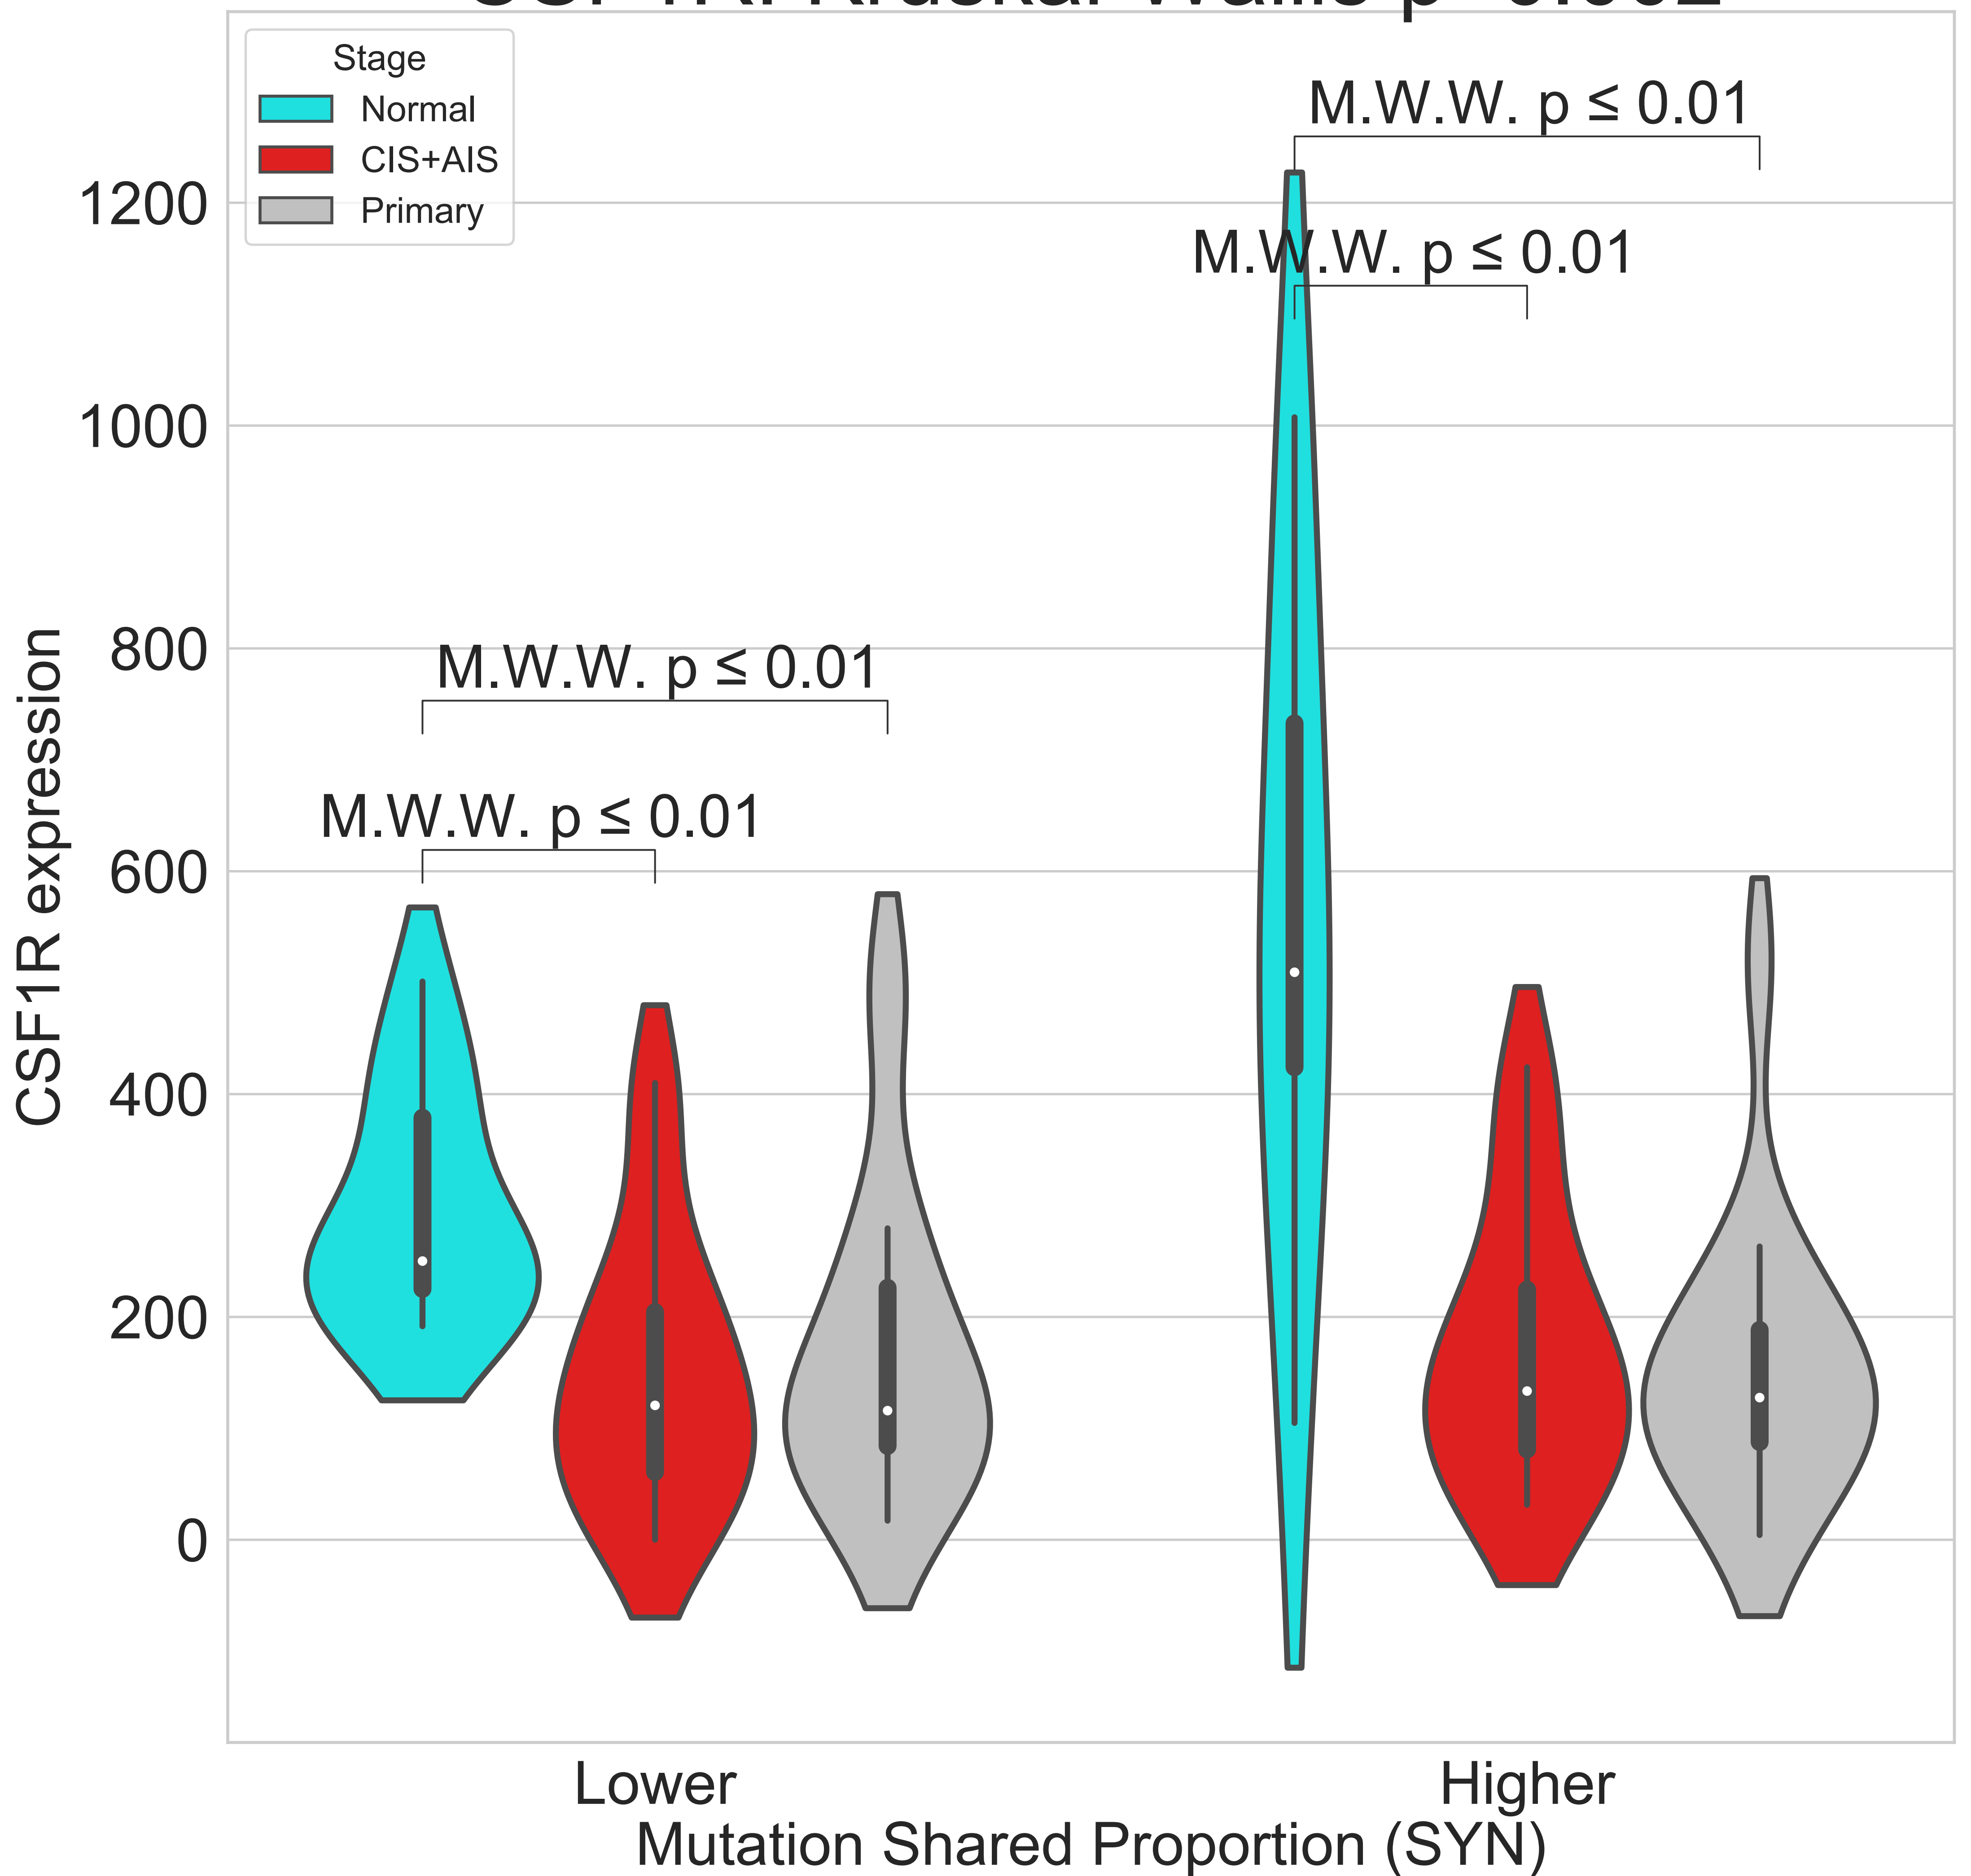 Stage
Normal
CIS+AIS
Primary
M.W.W. p ≤ 0.01
M.W.W. p ≤ 0.01
M.W.W. p ≤ 0.01
M.W.W. p ≤ 0.01
1200
1000
800
600
400
200
0
CSF1R expression
Lower
Higher
Mutation Shared Proportion (SYN)